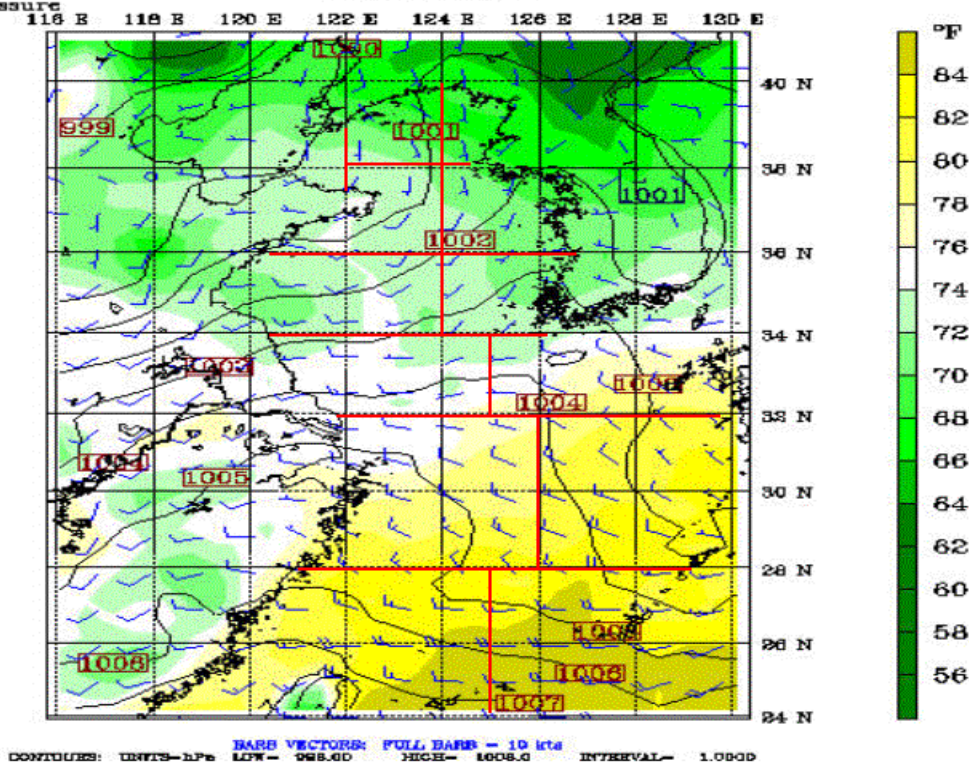 ssure
116 E 118 E 120 E 122 E 124 E 126 E 128 E 130 E
°F
1000
84
40 N
999
1001
82
80
38 N
1001
78
1002
76
36 N
74
72
34 N
1003
70
1004
68
32 N
1004
66
1005
64
30 N
62
28 N
60
58
26 N
1006
1006
56
1007
24 N
BARB VECTORS: FULL BARB = 10 kts
CONTOURS: UNITS=hPa LOW= HIGH= INTERVAL= 1.0000